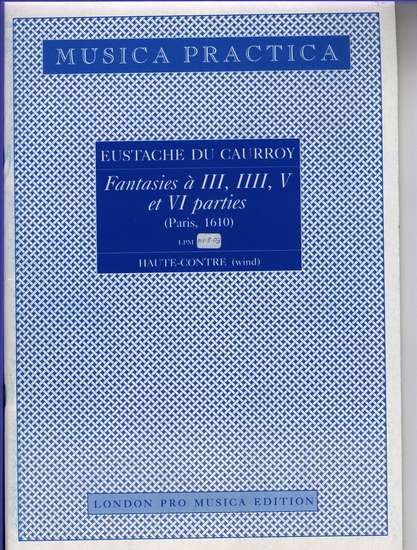 MUSICA PRACTICA
EUSTACHE DU CAURROY
Fantasies à III, IIII, V
et VI parties
(Paris, 1610)
LPM
HAUTE-CONTRE (wind)
LONDON PRO MUSICA EDITION